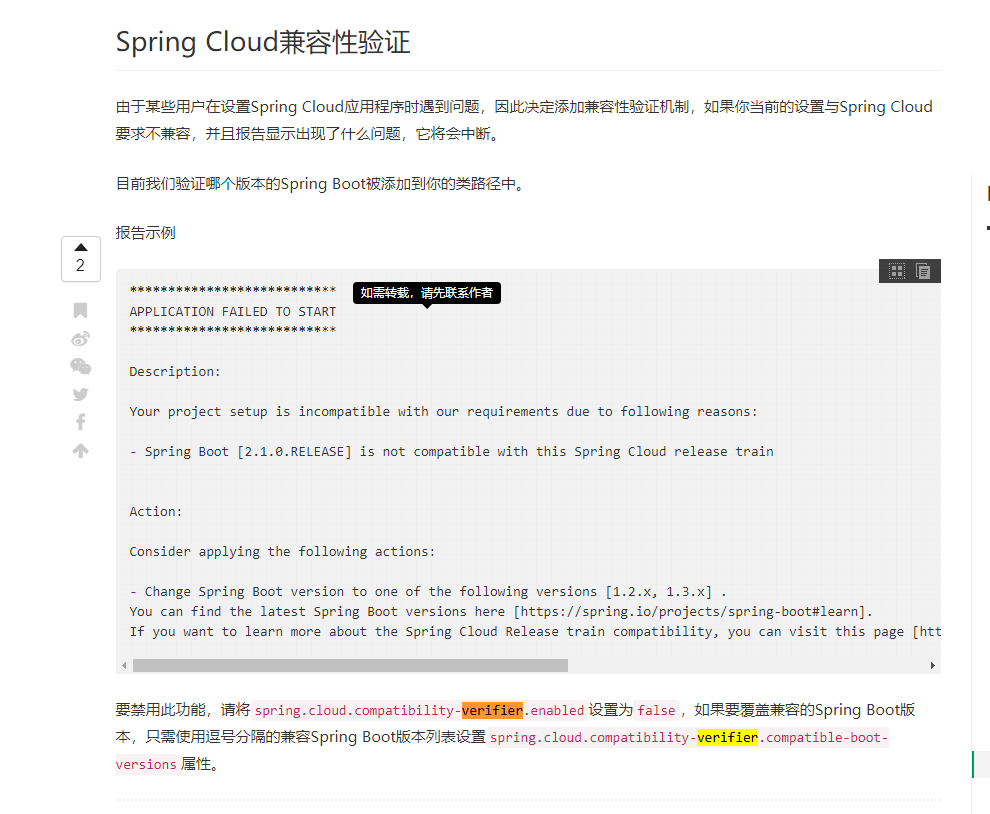 Spring Cloud兼容性验证
由于某些用户在设置Spring Cloud应用程序时遇到问题，因此决定添加兼容性验证机制，如果你当前的设置与Spring Cloud
要求不兼容，并且报告显示出现了什么问题，它将会中断。
目前我们验证哪个版本的Spring Boot被添加到你的类路径中。
报告示例
2
***************************
如需转载，请先联系作者
APPLICATION FAILED TO START
***************************
Description:
Your project setup is incompatible with our requirements due to following reasons:
- Spring Boot [2.1.0.RELEASE] is not compatible with this Spring Cloud release train
Action:
Consider applying the following actions:
- Change Spring Boot version to one of the following versions [1.2.x, 1.3.x] .
You can find the latest Spring Boot versions here [https://spring.io/projects/spring-boot#learn].
If you want to learn more about the Spring Cloud Release train compatibility, you can visit this page [htt
要禁用此功能，请将 spring.cloud.compatibility-verifier.enabled 设置为 false ，如果要覆盖兼容的Spring Boot版
本，只需使用逗号分隔的兼容Spring Boot版本列表设置 spring.cloud.compatibility-verifier.compatible-boot-
versions 属性。